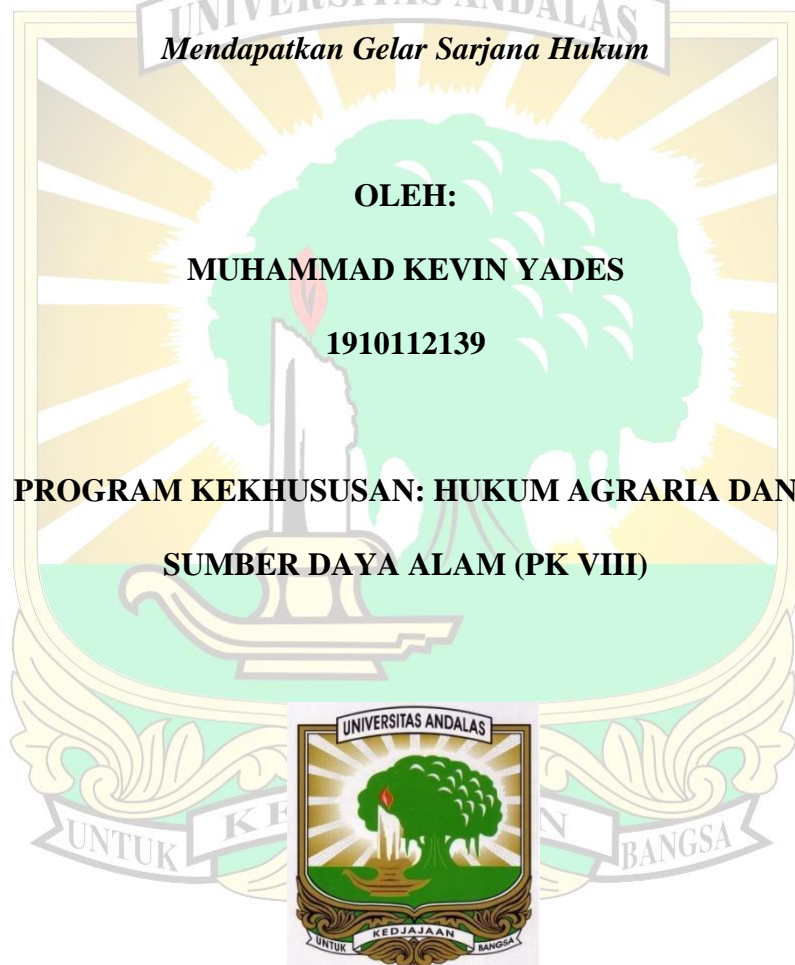 UNIVERSITAS ANDALAS
Mendapatkan Gelar Sarjana Hukum
OLEH:
MUHAMMAD KEVIN YADES
1910112139
PROGRAM KEKHUSUSAN: HUKUM AGRARIA DAN
SUMBER DAYA ALAM (PK VIII)
UNIVERSITAS ANDALAS
UNTUK BANGSA
UNTUK KEDJAJAAN BANGSA